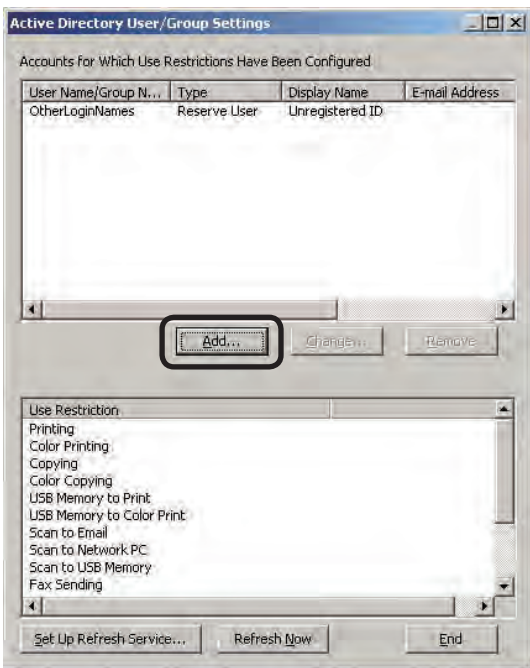 Active Directory User/Group Settings
Accounts for Which Use Restrictions Have Been Configured
User Name/Group N... Type Display Name E-mail Address
OtherLoginNames Reserve User Unregistered ID
Add... Change... Remove
Use Restriction
Printing
Color Printing
Copying
Color Copying
USB Memory to Print
USB Memory to Color Print
Scan to Email
Scan to Network PC
Scan to USB Memory
Fax Sending
Set Up Refresh Service... Refresh Now End